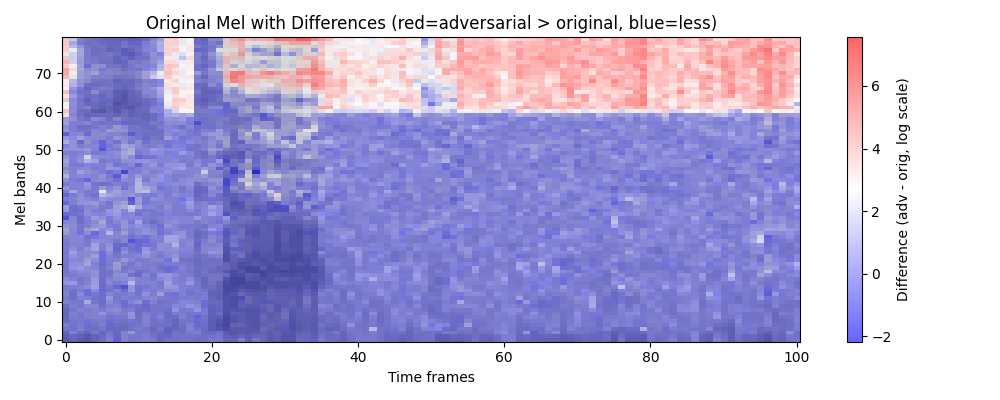 Original Mel with Differences (red=adversarial > original, blue=less)
Mel bands
70
60
50
40
30
20
10
0
0 20 40 60 80 100
Time frames
6
4
2
0
−2
Difference (adv - orig, log scale)